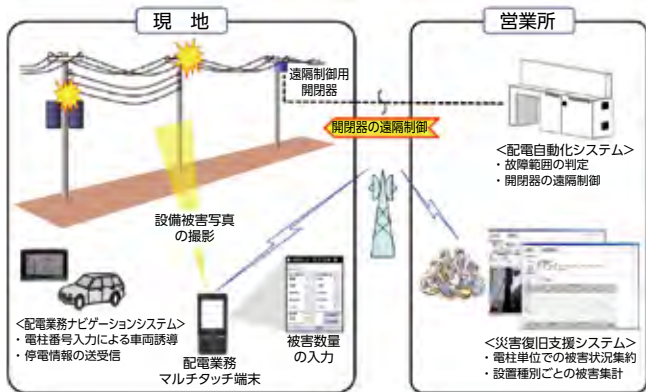 現 地
営業所
遠隔制御用
開閉器
開閉器の遠隔制御
<配電自動化システム>
・故障範囲の判定
・開閉器の遠隔制御
設備被害写真
の撮影
<配電業務ナビゲーションシステム>
・電柱番号入力による車両誘導
・停電情報の送受信
配電業務
マルチタッチ端末
被害数量
の入力
<災害復旧支援システム>
・電柱単位での被害状況集約
・設置種別ごとの被害集計